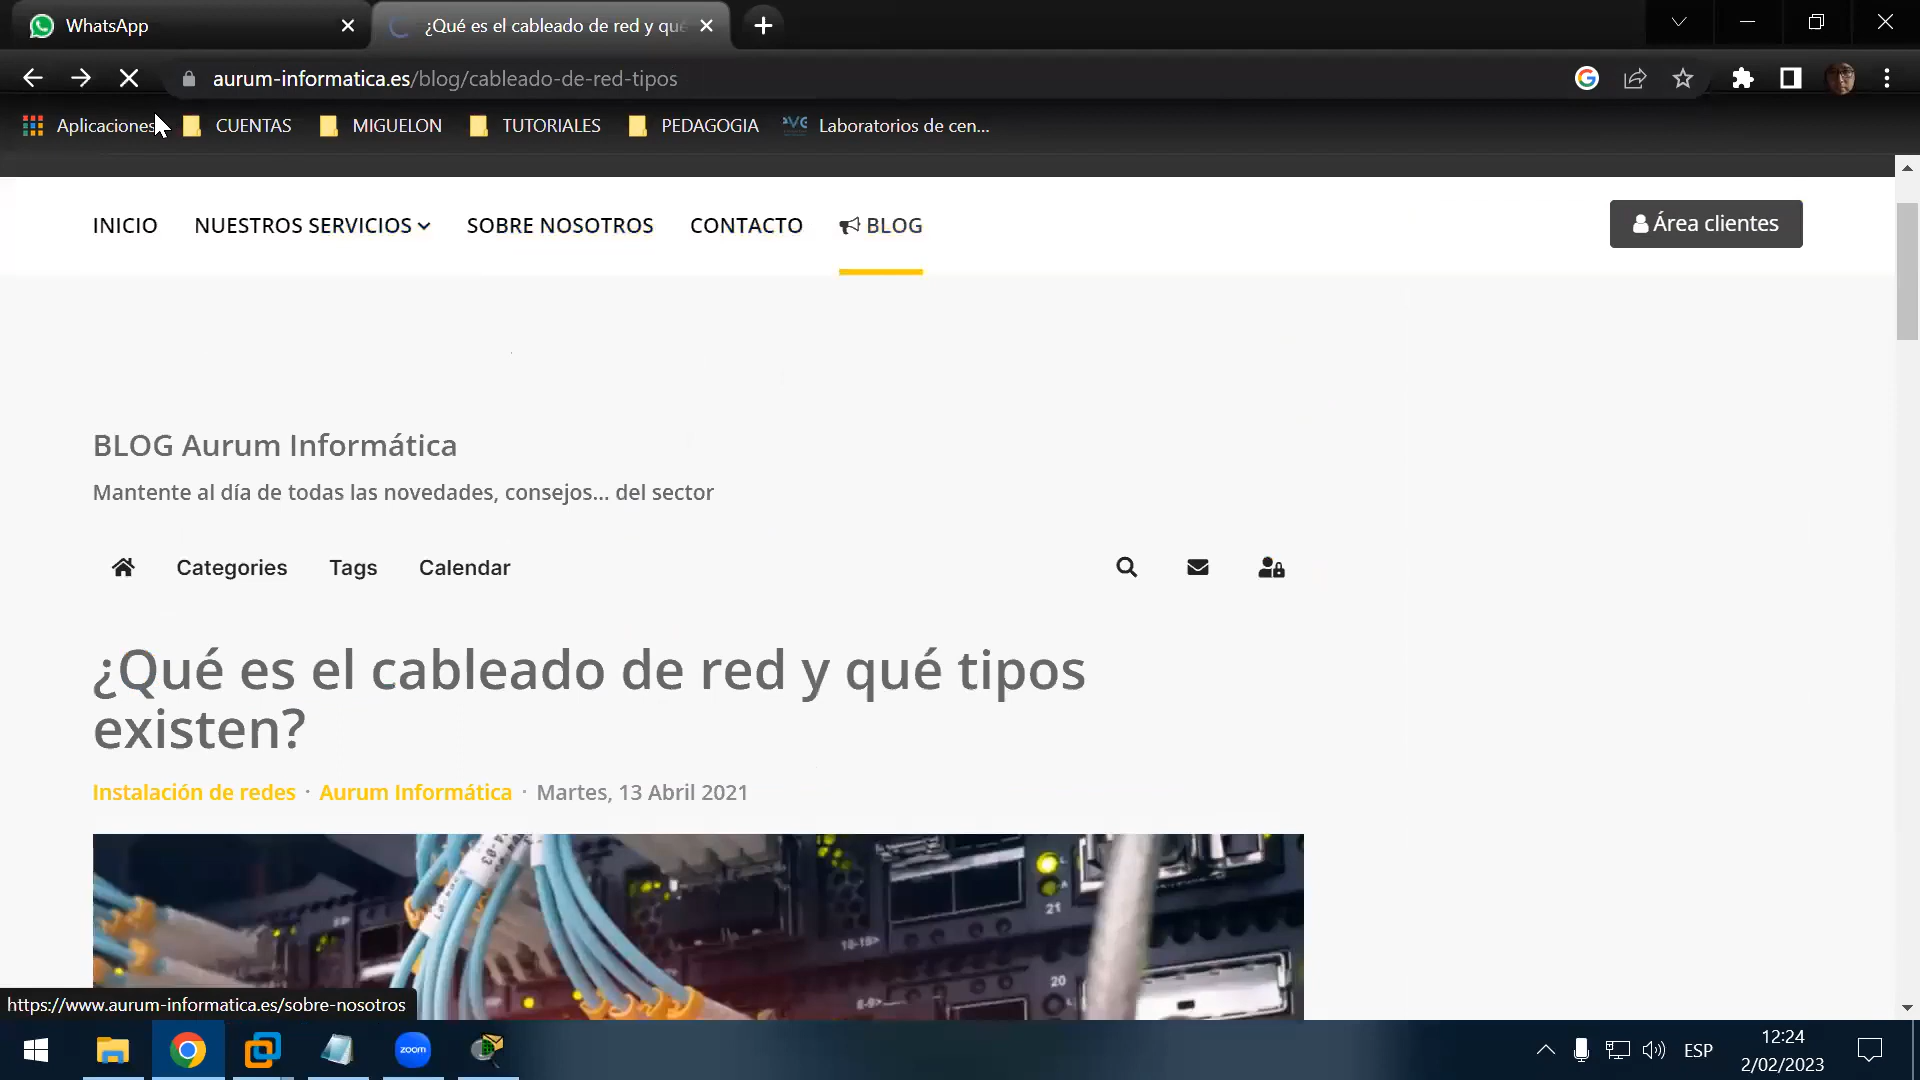 WhatsApp
¿Qué es el cableado de red y qué
aurum-informatica.es/blog/cableado-de-red-tipos
Aplicaciones
CUENTAS
MIGUELON
TUTORIALES
PEDAGOGIA
Laboratorios de cen...
INICIO
NUESTROS SERVICIOS
SOBRE NOSOTROS
CONTACTO
BLOG
Área clientes
BLOG Aurum Informática
Mantente al día de todas las novedades, consejos... del sector
Categories
Tags
Calendar
¿Qué es el cableado de red y qué tipos
existen?
Instalación de redes · Aurum Informática · Martes, 13 Abril 2021
21
20
https://www.aurum-informatica.es/sobre-nosotros
zoom
ESP
12:24
2/02/2023